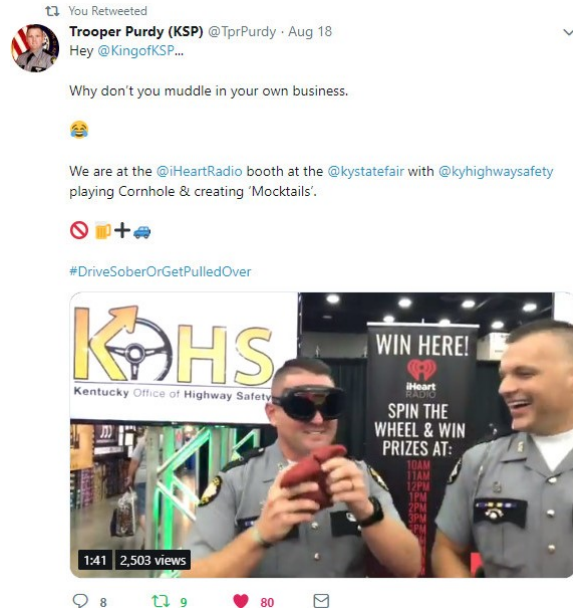 You Retweeted
Trooper Purdy (KSP) @TprPurdy · Aug 18
Hey @KingofKSP...
Why don't you muddle in your own business.
😂
We are at the @iHeartRadio booth at the @kystatefair with @kyhighwaysafety
playing Cornhole & creating 'Mocktails'.
🚫 🍺➕🚙
#DriveSoberOrGetPulledOver
KOHS
Kentucky Office of Highway Safety
WIN HERE!
iHeart
RADIO
SPIN THE
WHEEL & WIN
PRIZES AT:
10AM
11AM
12PM
1PM
2PM
3PM
1:41 2,503 views
8 9 80